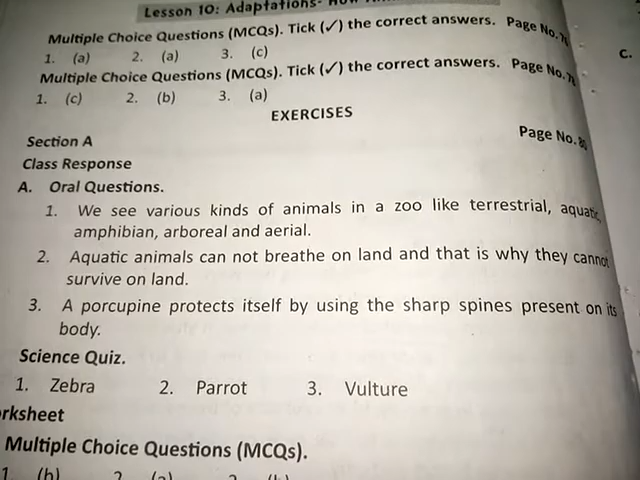 Lesson 10: Adaptations-
Multiple Choice Questions (MCQs). Tick (✓) the correct answers. Page No.
1. (a) 2. (a) 3. (c)
Multiple Choice Questions (MCQs). Tick (✓) the correct answers. Page No.
1. (c) 2. (b) 3. (a)
C.
EXERCISES
Section A Page No.
Class Response
A. Oral Questions.
1. We see various kinds of animals in a zoo like terrestrial, aquatic,
amphibian, arboreal and aerial.
2. Aquatic animals can not breathe on land and that is why they cannot
survive on land.
3. A porcupine protects itself by using the sharp spines present on its
body.
Science Quiz.
1. Zebra 2. Parrot 3. Vulture
rksheet
Multiple Choice Questions (MCQs).
1 (b) 2 (a)